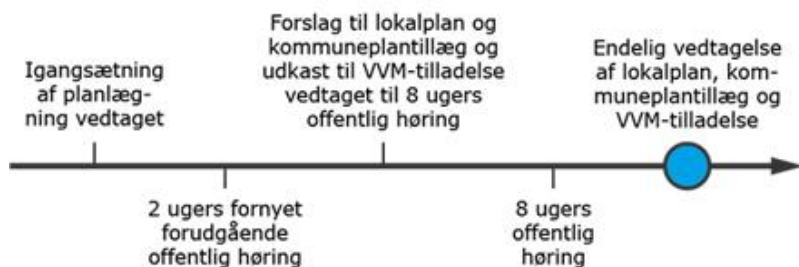 Igangsætning
af planlæg-
ning vedtaget
2 ugers fornyet
forudgående
offentlig høring
Forslag til lokalplan og
kommuneplantillæg og
udkast til VVM-tilladelse
vedtaget til 8 ugers
offentlig høring
8 ugers
offentlig
høring
Endelig vedtagelse
af lokalplan, kom-
muneplantillæg og
VVM-tilladelse